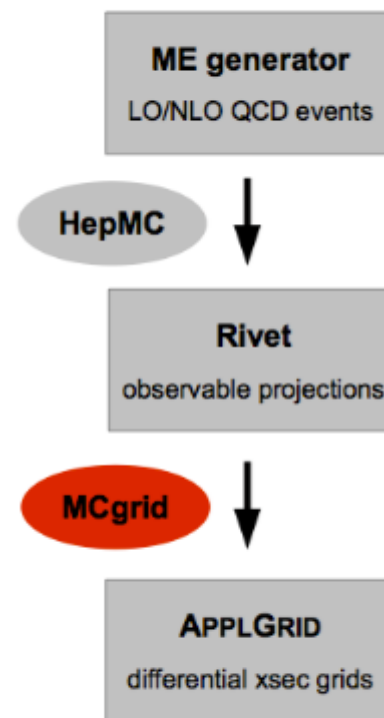 ME generator
LO/NLO QCD events
HepMC
Rivet
observable projections
MCgrid
APPLGRID
differential xsec grids